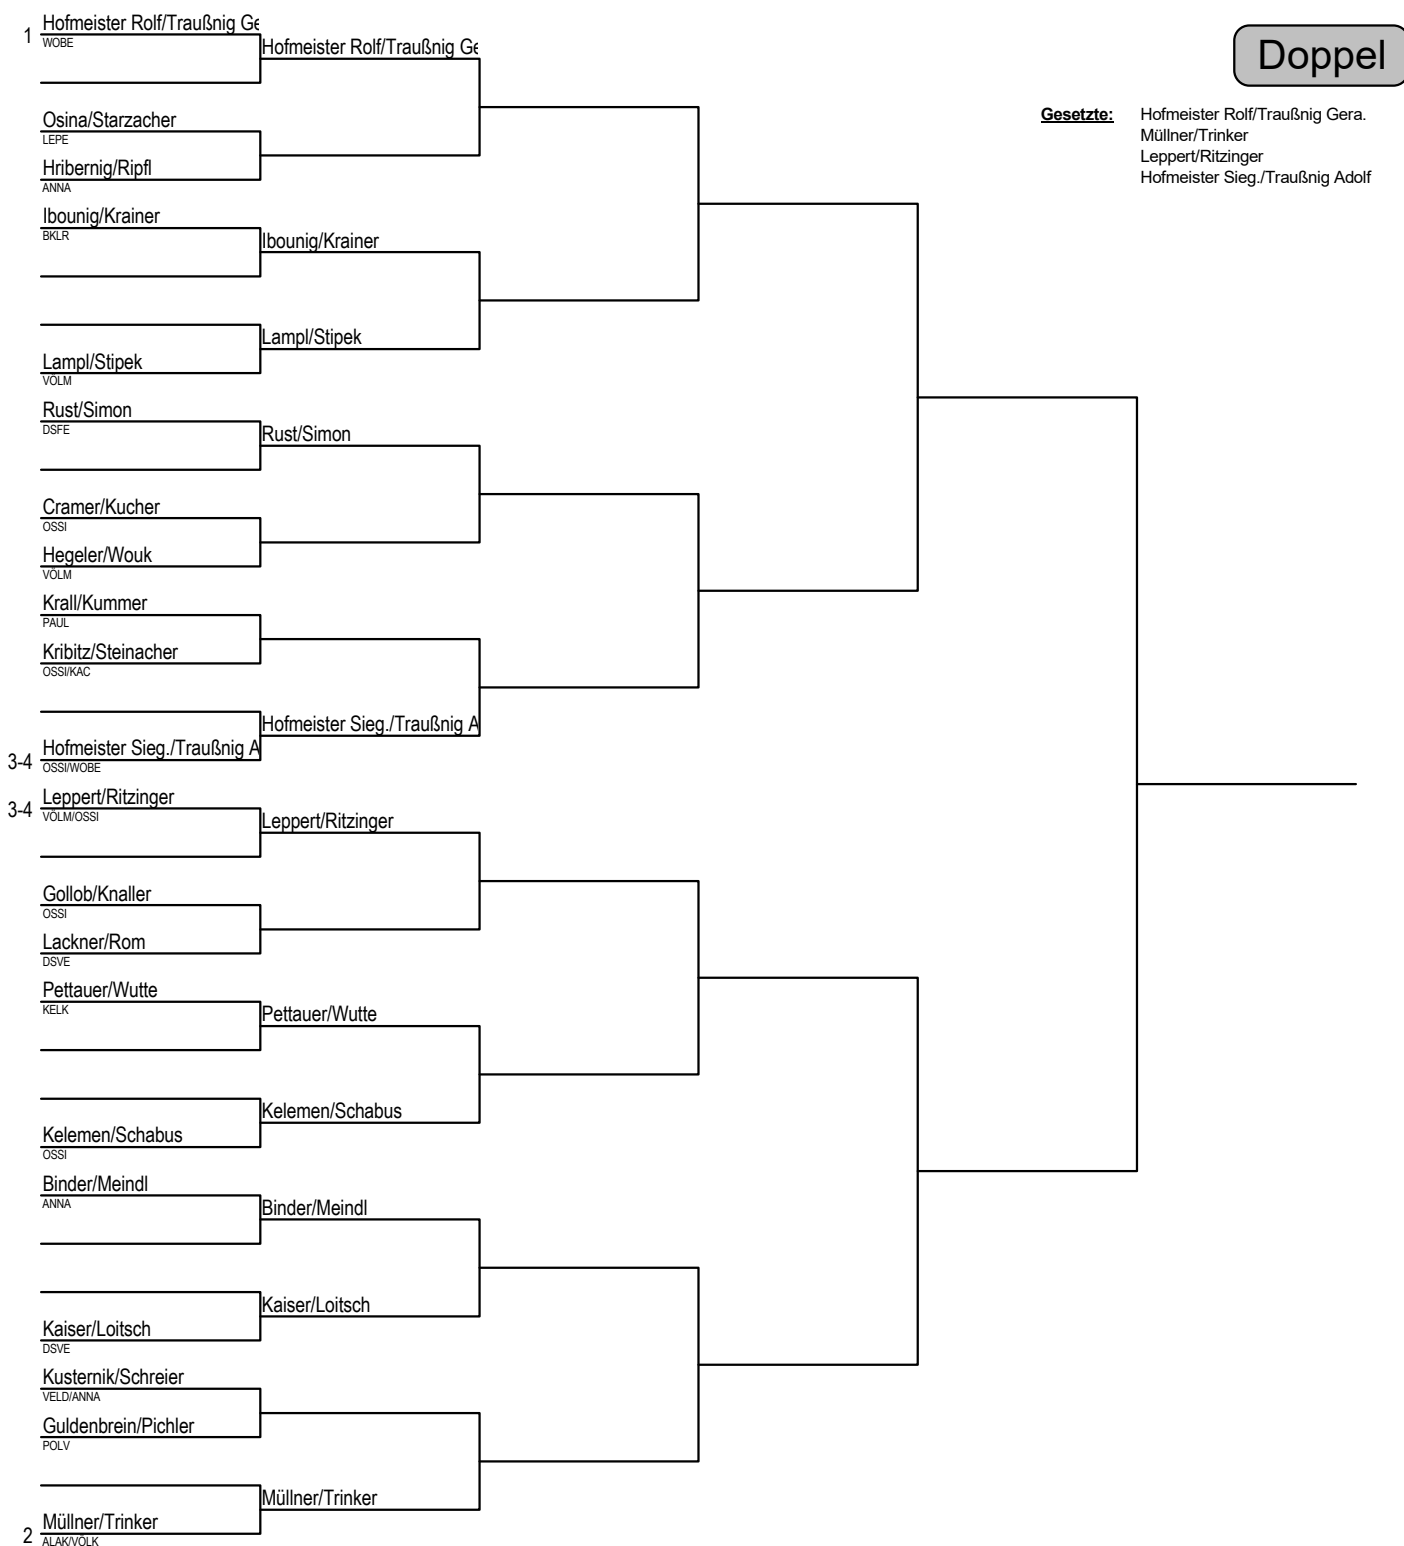 Doppel
Gesetzte: Hofmeister Rolf/Traußnig Gera.
Müllner/Trinker
Leppert/Ritzinger
Hofmeister Sieg./Traußnig Adolf
Hofmeister Rolf/Traußnig Ge
1
WOBE
Hofmeister Rolf/Traußnig Ge
Osina/Starzacher
LEPE
Hribernig/Ripfl
ANNA
Ibounig/Krainer
BKLR
Ibounig/Krainer
Lampl/Stipek
Lampl/Stipek
VÖLM
Rust/Simon
DSFE
Rust/Simon
Cramer/Kucher
OSSI
Hegeler/Wouk
VÖLM
Krall/Kummer
PAUL
Kribitz/Steinacher
OSSI/KAC
Hofmeister Sieg./Traußnig A
Hofmeister Sieg./Traußnig A
3-4
OSSI/WOBE
Leppert/Ritzinger
3-4
VÖLM/OSSI
Leppert/Ritzinger
Gollob/Knaller
OSSI
Lackner/Rom
DSVE
Pettauer/Wutte
KELK
Pettauer/Wutte
Kelemen/Schabus
Kelemen/Schabus
OSSI
Binder/Meindl
ANNA
Binder/Meindl
Kaiser/Loitsch
Kaiser/Loitsch
DSVE
Kusternik/Schreier
VELD/ANNA
Guldenbrein/Pichler
POLV
Müllner/Trinker
Müllner/Trinker
2
ALAK/VÖLK